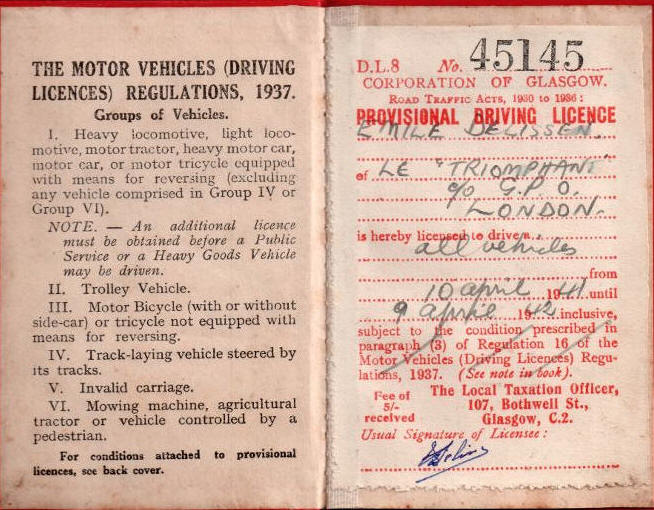 THE MOTOR VEHICLES (DRIVING
LICENCES) REGULATIONS, 1937.
Groups of Vehicles.
I. Heavy locomotive, light loco-
motive, motor tractor, heavy motor car,
motor car, or motor tricycle equipped
with means for reversing (excluding
any vehicle comprised in Group IV or
Group VI).
NOTE. — An additional licence
must be obtained before a Public
Service or a Heavy Goods Vehicle
may be driven.
II. Trolley Vehicle.
III. Motor Bicycle (with or without
side-car) or tricycle not equipped with
means for reversing.
IV. Track-laying vehicle steered by
its tracks.
V. Invalid carriage.
VI. Mowing machine, agricultural
tractor or vehicle controlled by a
pedestrian.
For conditions attached to provisional
licences, see back cover.
D.L.8 No. 45145
CORPORATION OF GLASGOW.
ROAD TRAFFIC ACTS, 1930 to 1936:
PROVISIONAL DRIVING LICENCE
EMILE DELISSEN.
of LE "TRIOMPHANT"
c/o G.P.O.
LONDON.
is hereby licensed to drive a
all vehicles
from
10 april 1941 until
9 april 1942 inclusive,
subject to the condition prescribed in
paragraph (3) of Regulation 16 of the
Motor Vehicles (Driving Licences) Regu-
lations, 1937. (See note in book).
Fee of
5/-
received
The Local Taxation Officer,
107, Bothwell St.,
Glasgow, C.2.
Usual Signature of Licensee: